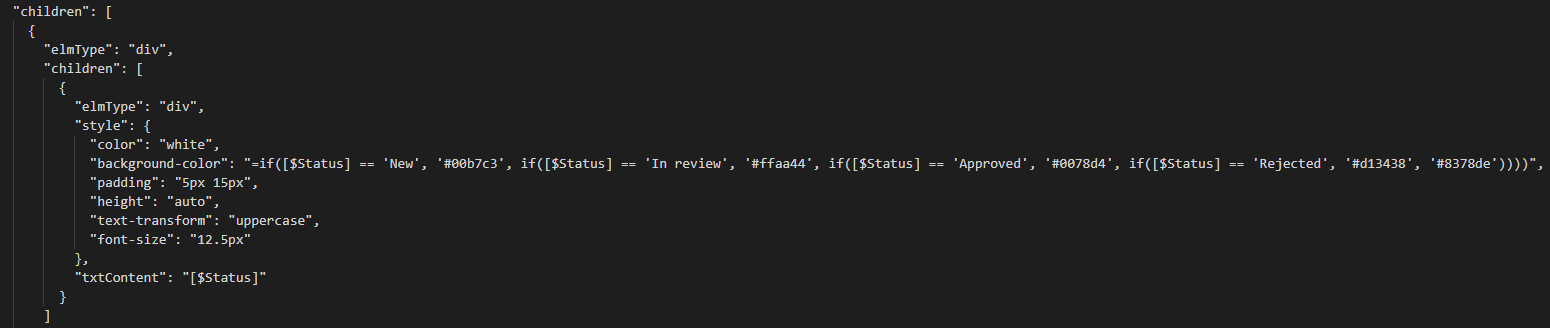 "children": [
{
"elmType": "div",
"children": [
{
"elmType": "div",
"style": {
"color": "white",
"background-color": "=if([$Status] == 'New', '#00b7c3', if([$Status] == 'In review', '#ffaa44', if([$Status] == 'Approved', '#0078d4', if([$Status] == 'Rejected', '#d13438', '#8378de'))))",
"padding": "5px 15px",
"height": "auto",
"text-transform": "uppercase",
"font-size": "12.5px"
},
"txtContent": "[$Status]"
}
]